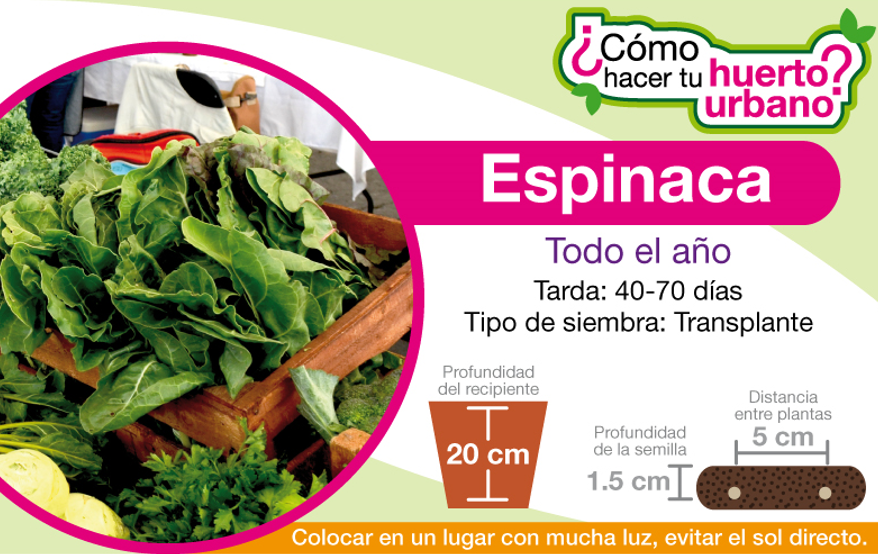 ¿Cómo
hacer tu huerto
urbano?
Espinaca
Todo el año
Tarda: 40-70 días
Tipo de siembra: Transplante
Profundidad
del recipiente
20 cm
Profundidad
de la semilla
1.5 cm
Distancia
entre plantas
5 cm
Colocar en un lugar con mucha luz, evitar el sol directo.